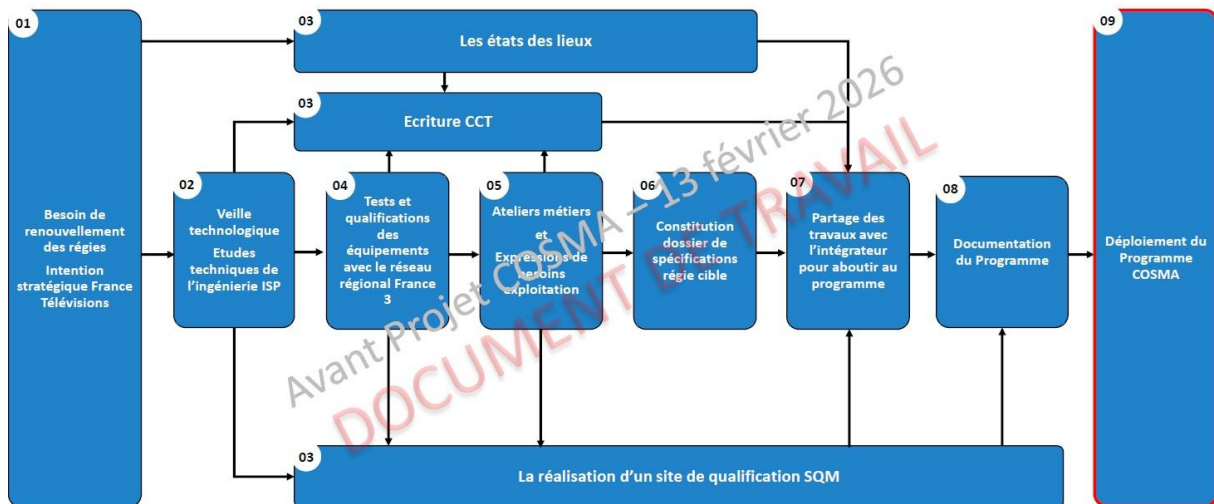 01
Besoin de
renouvellement
des régies
Intention
stratégique France
Télévisions
03
Les états des lieux
03
Ecriture CCT
02
Veille
technologique
Etudes
techniques de
l'ingénierie ISP
04
Tests et
qualifications
des
équipements
avec le réseau
régional France
3
05
Ateliers métiers
et
Expressions de
besoins
exploitation
06
Constitution
dossier de
spécifications
régie cible
07
Partage des
travaux avec
l'intégrateur
pour aboutir au
programme
08
Documentation
du Programme
03
La réalisation d'un site de qualification SQM
09
Déploiement du
Programme
COSMA
Avant Projet COSMA – 13 février 2026
DOCUMENT DE TRAVAIL